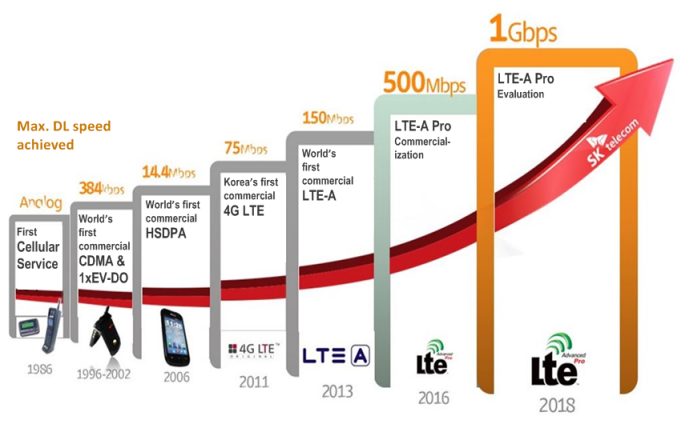 Max. DL speed
achieved
Analog
First
Cellular
Service
1986
384kbps
World's
first
commercial
CDMA &
1xEV-DO
1996-2002
14.4Mbps
World's first
commercial
HSDPA
2006
75Mbps
Korea's first
commercial
4G LTE
4G LTE™
ORIGINAL
2011
150Mbps
World's
first
commercial
LTE-A
LTE A
2013
500Mbps
LTE-A Pro
Commercial-
ization
Lte
Advanced
Pro
2016
1Gbps
LTE-A Pro
Evaluation
SK telecom
Lte
Advanced
Pro
2018